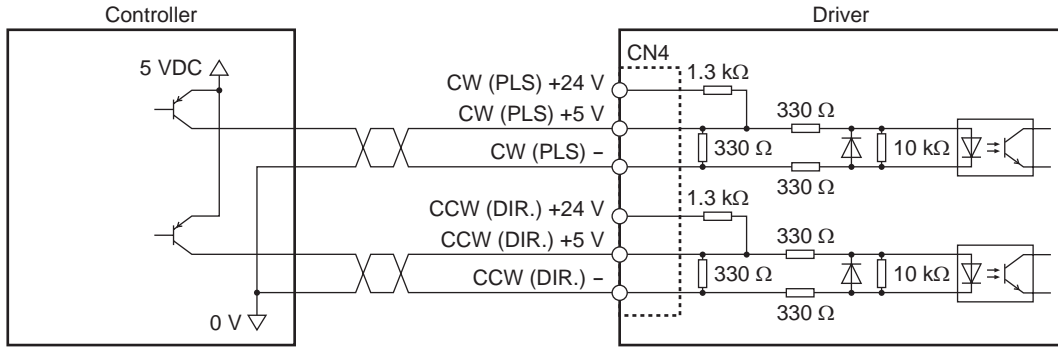 Controller
Driver
CN4
5 VDC
CW (PLS) +24 V
1.3 kΩ
CW (PLS) +5 V
330 Ω
CW (PLS) −
330 Ω
10 kΩ
330 Ω
CCW (DIR.) +24 V
1.3 kΩ
CCW (DIR.) +5 V
330 Ω
CCW (DIR.) −
330 Ω
10 kΩ
330 Ω
0 V